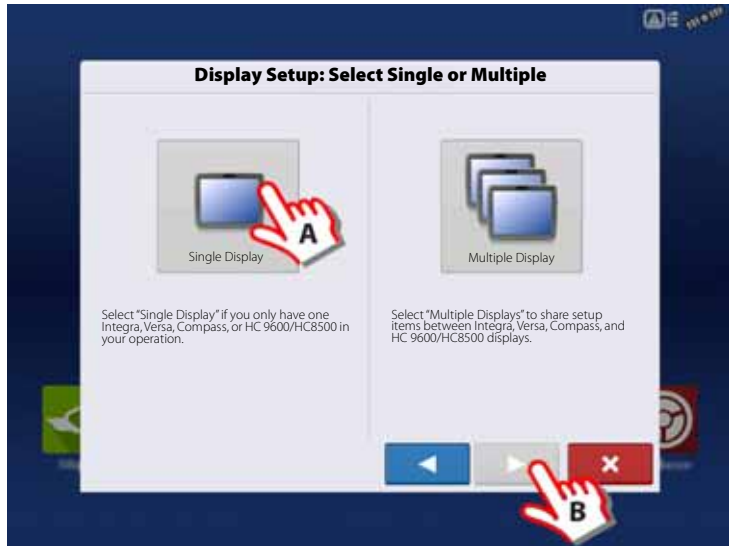 Display Setup: Select Single or Multiple
Single Display
A
Select "Single Display" if you only have one
Integra, Versa, Compass, or HC 9600/HC8500 in
your operation.
Multiple Display
Select "Multiple Displays" to share setup
items between Integra, Versa, Compass, and
HC 9600/HC8500 displays.
B